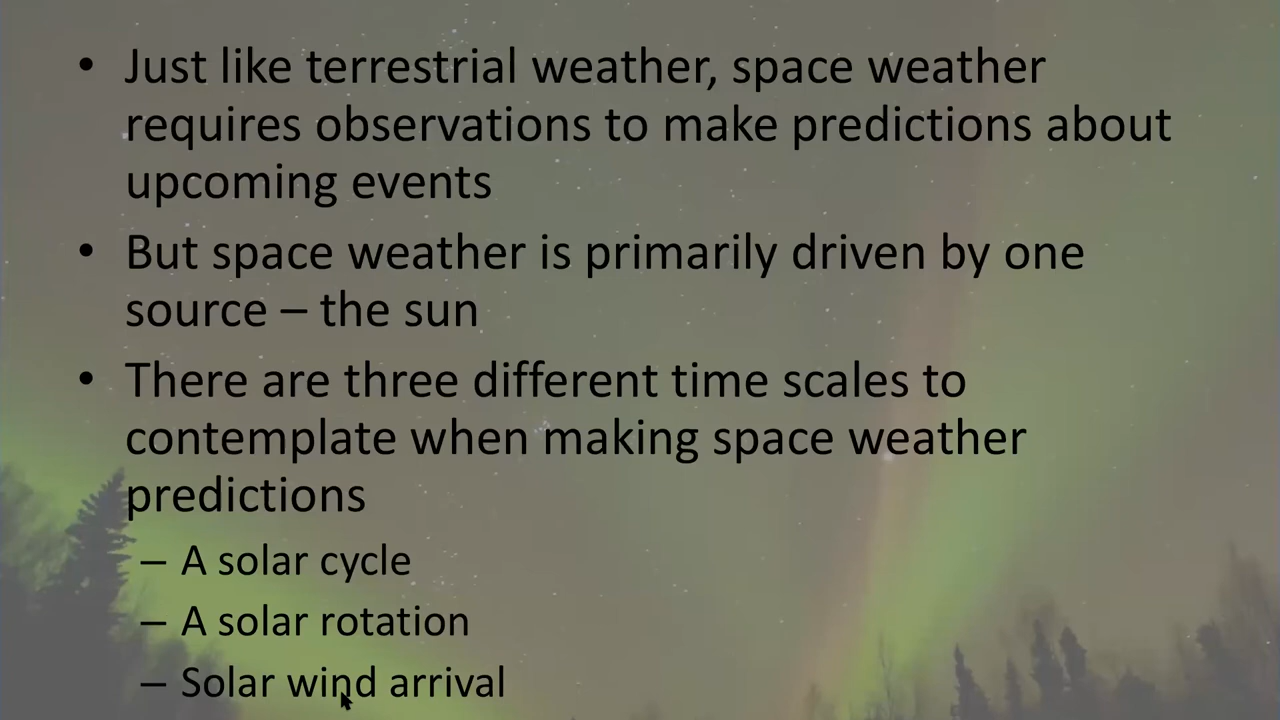 • Just like terrestrial weather, space weather
requires observations to make predictions about
upcoming events
• But space weather is primarily driven by one
source – the sun
• There are three different time scales to
contemplate when making space weather
predictions
– A solar cycle
– A solar rotation
– Solar wind arrival